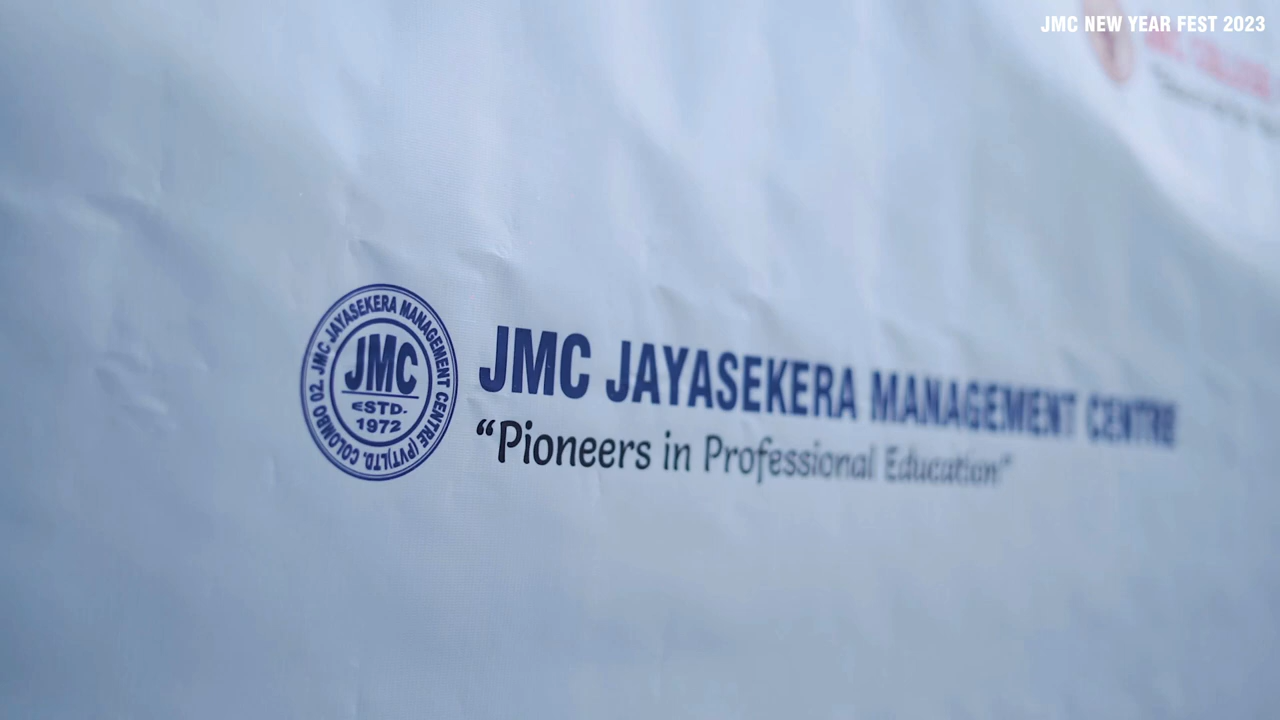 JMC NEW YEAR FEST 2023
JMC JAYASEKERA MANAGEMENT CENTRE (PVT)LTD. COLOMBO 02.
JMC
ESTD.
1972
JMC JAYASEKERA MANAGEMENT CENTRE
“Pioneers in Professional Education”